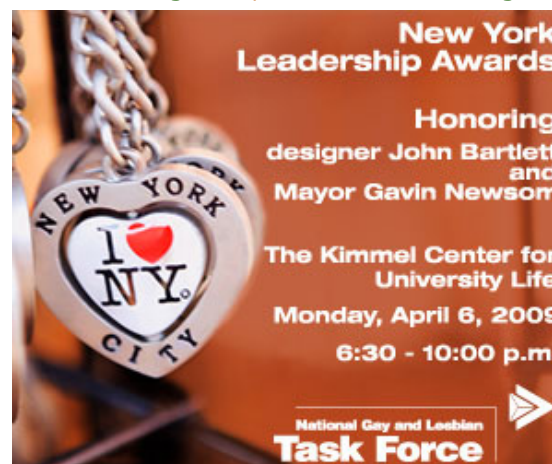 New York
Leadership Awards
Honoring
designer John Bartlett
and
Mayor Gavin Newsom
The Kimmel Center for
University Life
Monday, April 6, 2009
6:30 - 10:00 p.m
National Gay and Lesbian
Task Force
NEW YORK
I
NY
CITY